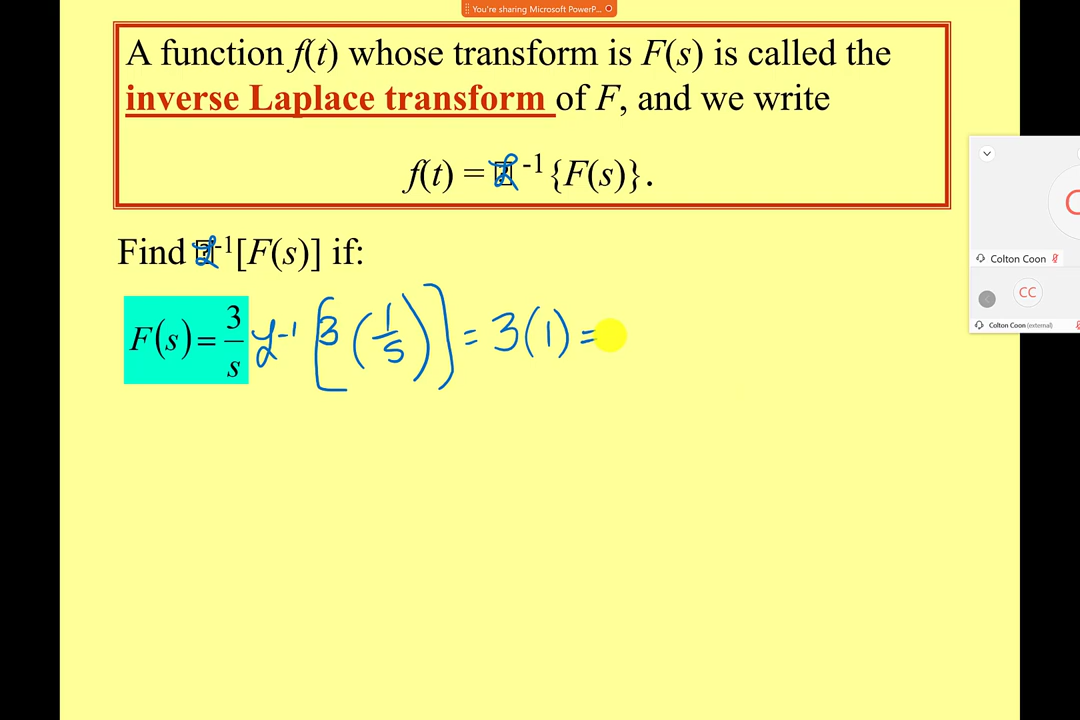 You're sharing Microsoft PowerP...
A function f(t) whose transform is F(s) is called the
inverse Laplace transform of F, and we write
f(t) = ℒ -1 {F(s)}.
Find ℒ-1[F(s)] if:
F(s) = 3/s ℒ-1 [3 (1/s)] = 3(1) =
C
Colton Coon
CC
Colton Coon (external)